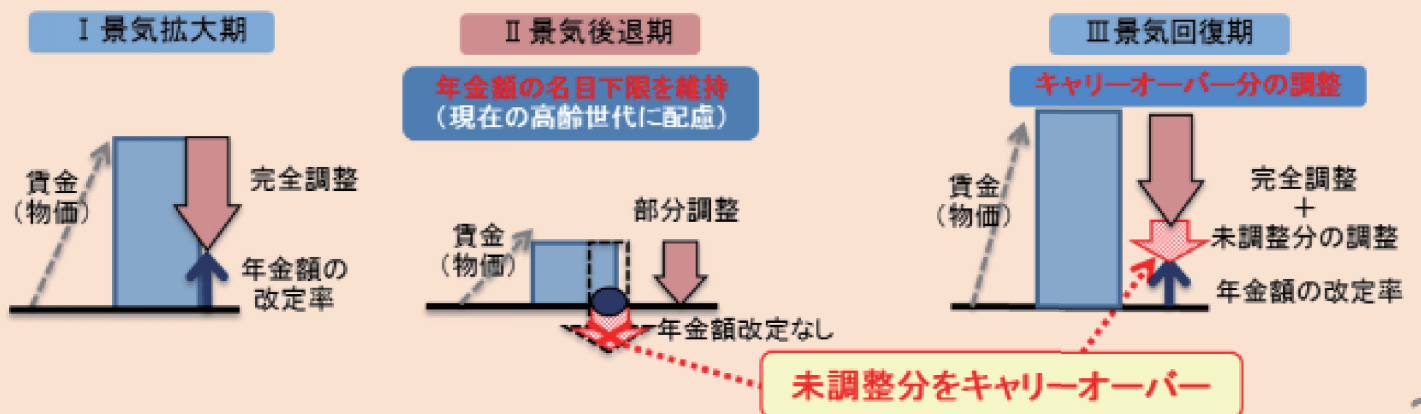 Ⅰ 景気拡大期
賃金
(物価)
完全調整
年金額の
改定率
Ⅱ 景気後退期
年金額の名目下限を維持
(現在の高齢世代に配慮)
賃金
(物価)
部分調整
年金額改定なし
Ⅲ景気回復期
キャリーオーバー分の調整
賃金
(物価)
完全調整
+
未調整分の調整
年金額の改定率
未調整分をキャリーオーバー